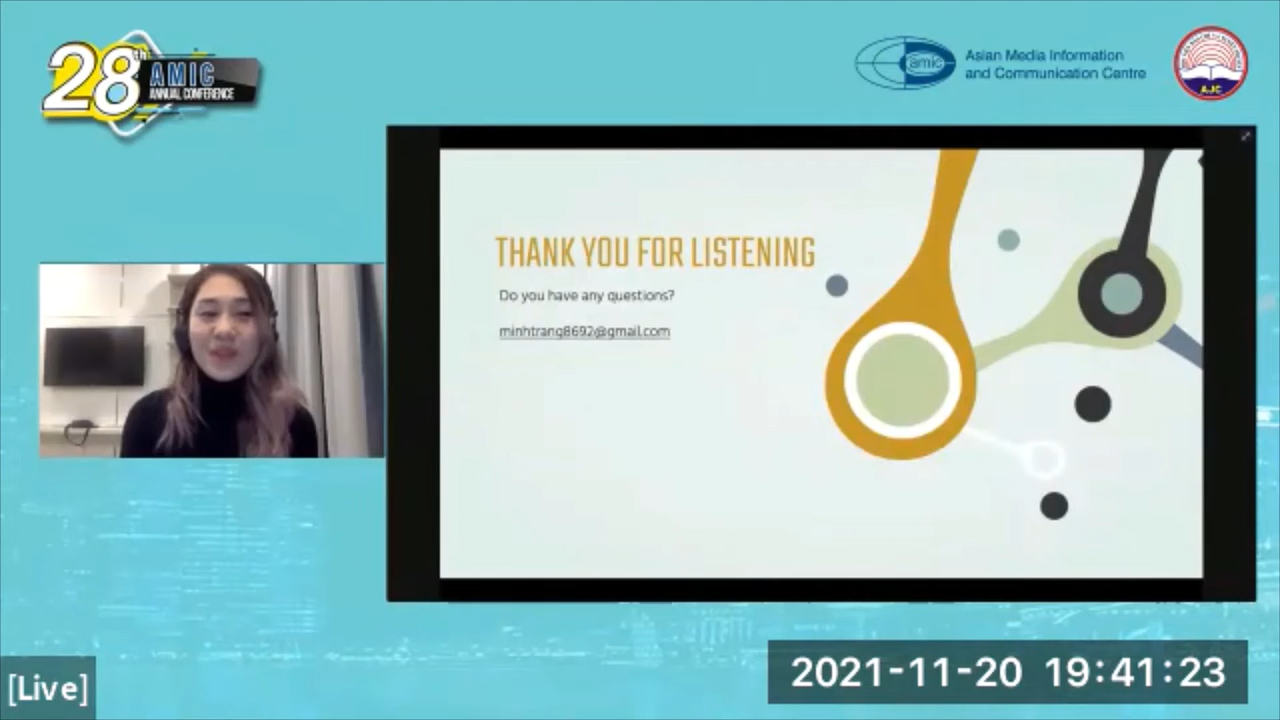 28th
AMIC
ANNUAL CONFERENCE
amic
Asian Media Information
and Communication Centre
AJC
THANK YOU FOR LISTENING
Do you have any questions?
minhtrang8692@gmail.com
[Live]
2021-11-20 19:41:23